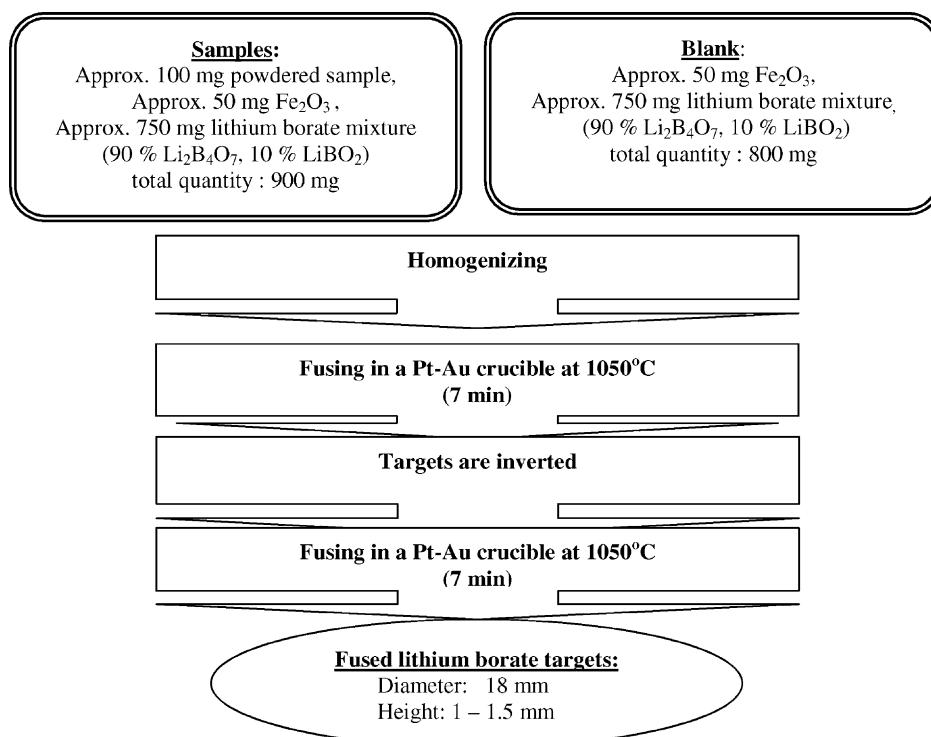 Samples:
Approx. 100 mg powdered sample,
Approx. 50 mg Fe₂O₃ ,
Approx. 750 mg lithium borate mixture
(90 % Li₂B₄O₇, 10 % LiBO₂)
total quantity : 900 mg
Blank:
Approx. 50 mg Fe₂O₃,
Approx. 750 mg lithium borate mixture,
(90 % Li₂B₄O₇, 10 % LiBO₂)
total quantity : 800 mg
Homogenizing
Fusing in a Pt-Au crucible at 1050°C
(7 min)
Targets are inverted
Fusing in a Pt-Au crucible at 1050°C
(7 min)
Fused lithium borate targets:
Diameter: 18 mm
Height: 1 – 1.5 mm